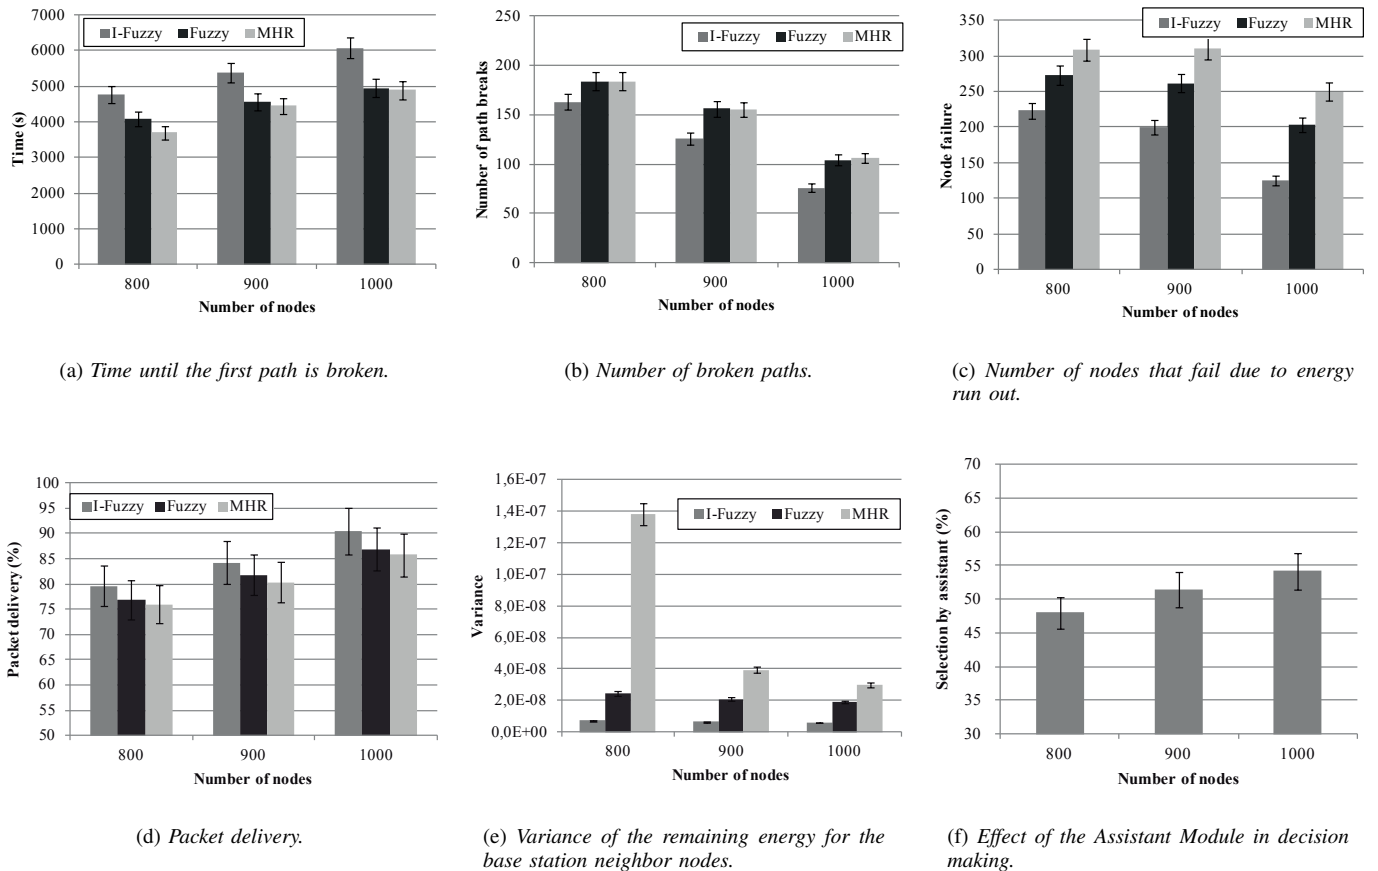 7000
6000
5000
4000
3000
2000
1000
0
Time (s)
I-Fuzzy Fuzzy MHR
800 900 1000
Number of nodes
(a) Time until the first path is broken.
250
200
150
100
50
0
Number of path breaks
I-Fuzzy Fuzzy MHR
800 900 1000
Number of nodes
(b) Number of broken paths.
350
300
250
200
150
100
50
0
Node failure
I-Fuzzy Fuzzy MHR
800 900 1000
Number of nodes
(c) Number of nodes that fail due to energy
run out.
100
95
90
85
80
75
70
65
60
55
50
Packet delivery (%)
I-Fuzzy Fuzzy MHR
800 900 1000
Number of nodes
(d) Packet delivery.
1,6E-07
1,4E-07
1,2E-07
1,0E-07
8,0E-08
6,0E-08
4,0E-08
2,0E-08
0,0E+00
Variance
I-Fuzzy Fuzzy MHR
800 900 1000
Number of nodes
(e) Variance of the remaining energy for the
base station neighbor nodes.
70
65
60
55
50
45
40
35
30
Selection by assistant (%)
800 900 1000
Number of nodes
(f) Effect of the Assistant Module in decision
making.